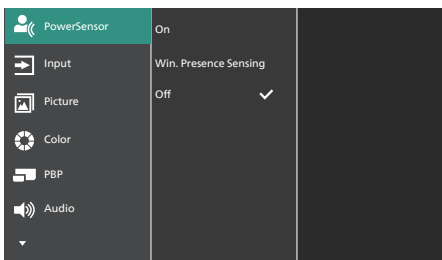 PowerSensor
On
Input
Win. Presence Sensing
Picture
Off
Color
PBP
Audio